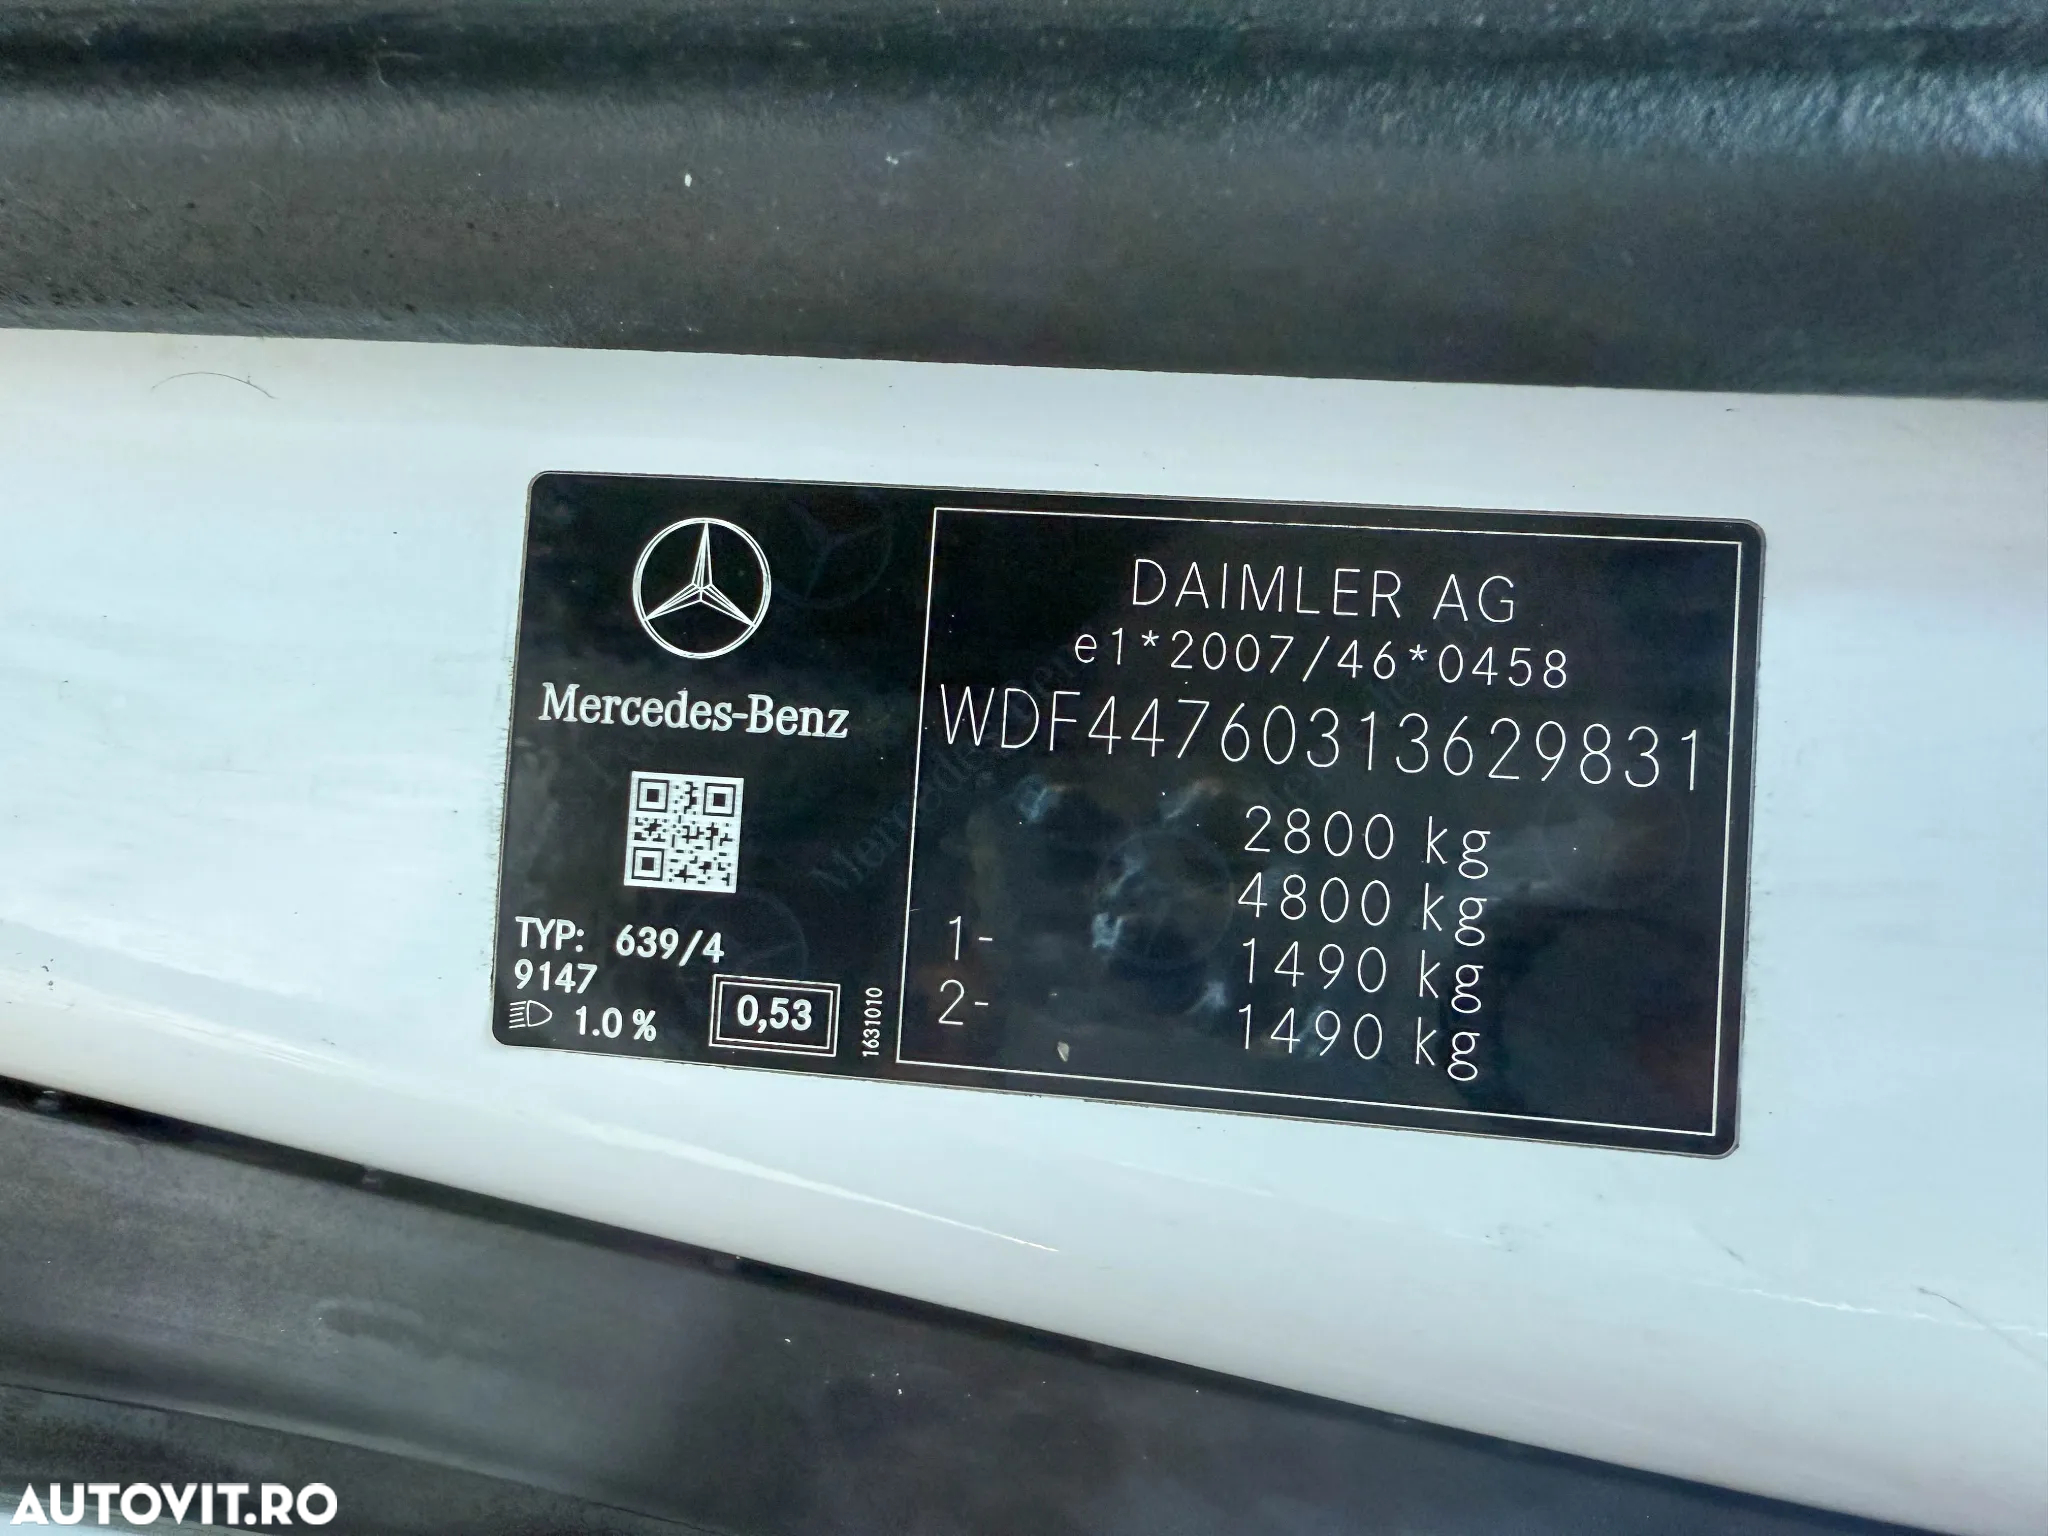 Mercedes-Benz
TYP: 639/4
9147
1.0 %
0,53
1631010
DAIMLER AG
e1*2007/46*0458
WDF44760313629831
2800 kg
4800 kg
1- 1490 kg
2- 1490 kg
AUTOVIT.RO